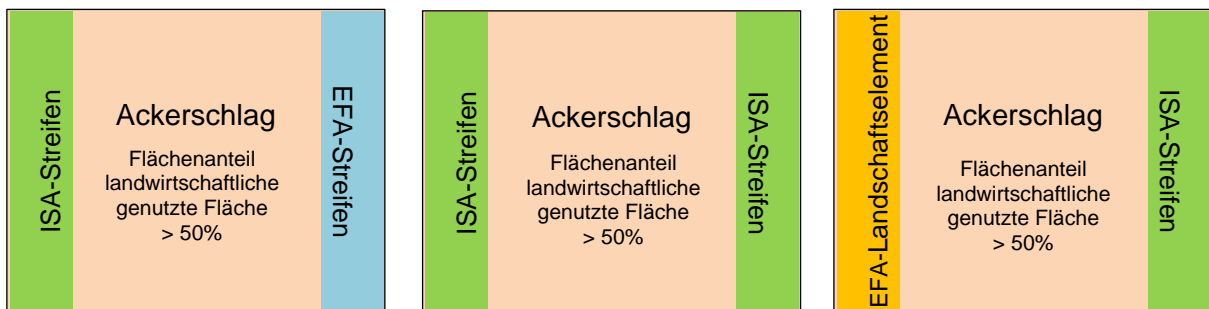 ISA-Streifen
Ackerschlag
Flächenanteil
landwirtschaftliche
genutzte Fläche
> 50%
EFA-Streifen
ISA-Streifen
Ackerschlag
Flächenanteil
landwirtschaftliche
genutzte Fläche
> 50%
ISA-Streifen
EFA-Landschaftselement
Ackerschlag
Flächenanteil
landwirtschaftliche
genutzte Fläche
> 50%
ISA-Streifen